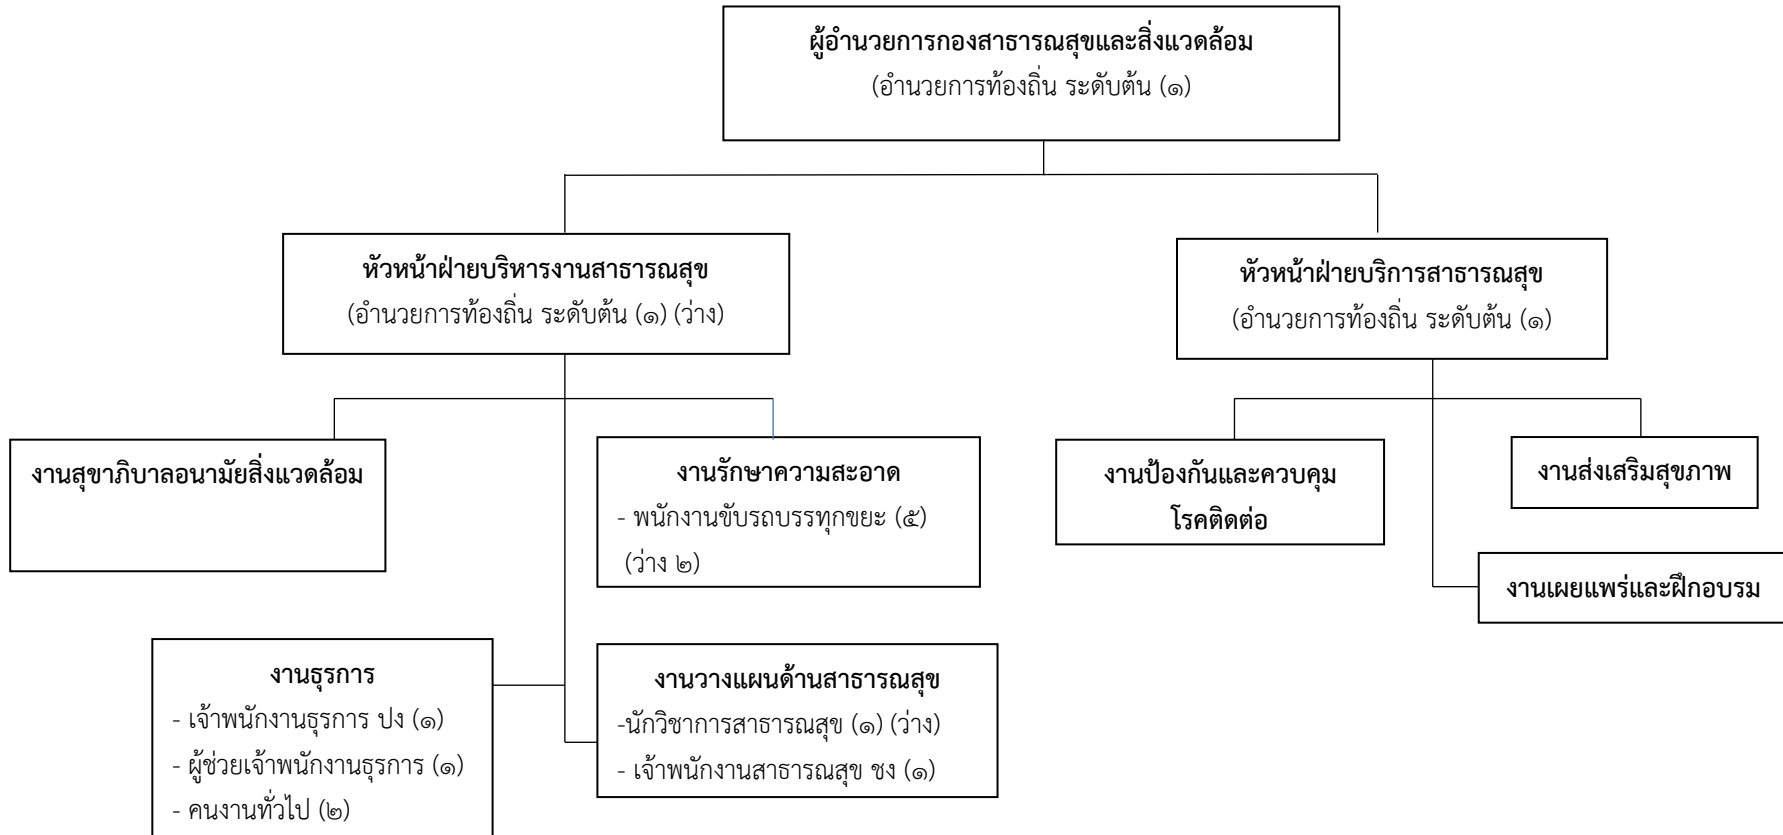 ผู้อำนวยการกองสาธารณสุขและสิ่งแวดล้อม
(อำนวยการท้องถิ่น ระดับต้น (๑)
หัวหน้าฝ่ายบริหารงานสาธารณสุข
(อำนวยการท้องถิ่น ระดับต้น (๑) (ว่าง)
หัวหน้าฝ่ายบริการสาธารณสุข
(อำนวยการท้องถิ่น ระดับต้น (๑)
งานสุขาภิบาลอนามัยสิ่งแวดล้อม
งานรักษาความสะอาด
- พนักงานขับรถบรรทุกขยะ (๕)
(ว่าง ๒)
งานป้องกันและควบคุม
โรคติดต่อ
งานส่งเสริมสุขภาพ
งานเผยแพร่และฝึกอบรม
งานธุรการ
- เจ้าพนักงานธุรการ ปง (๑)
- ผู้ช่วยเจ้าพนักงานธุรการ (๑)
- คนงานทั่วไป (๒)
งานวางแผนด้านสาธารณสุข
-นักวิชาการสาธารณสุข (๑) (ว่าง)
- เจ้าพนักงานสาธารณสุข ชง (๑)